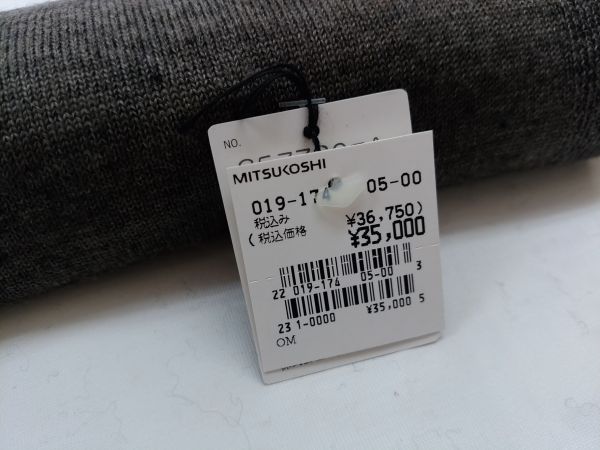 NO.
MITSUKOSHI
019-174 05-00
税込み
(税込価格 ¥36,750)
¥35,000
22 019-174 05-00 3
23 1-0000 ¥35,000 5
OM